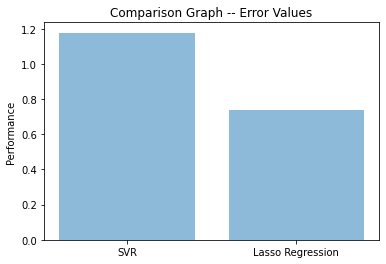 Comparison Graph -- Error Values
1.2
1.0
0.8
0.6
0.4
0.2
0.0
Performance
SVR
Lasso Regression